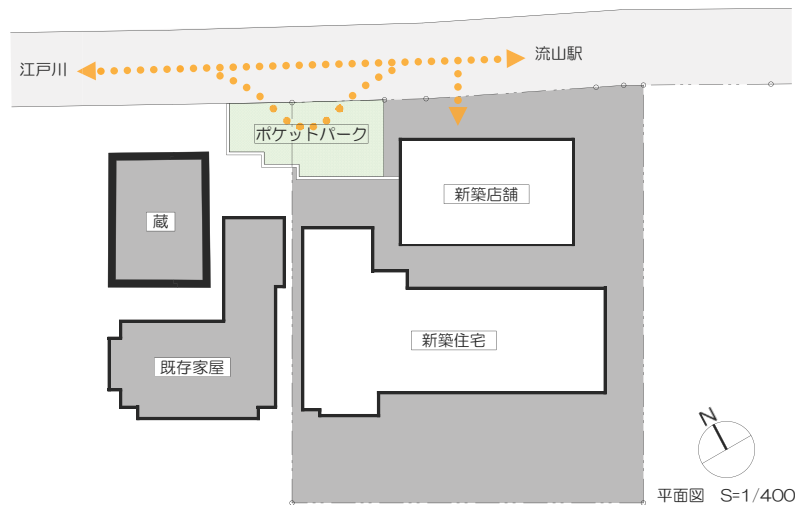 流山駅
江戸川
ポケットパーク
新築店舗
蔵
新築住宅
既存家屋
N
平面図 S=1/400